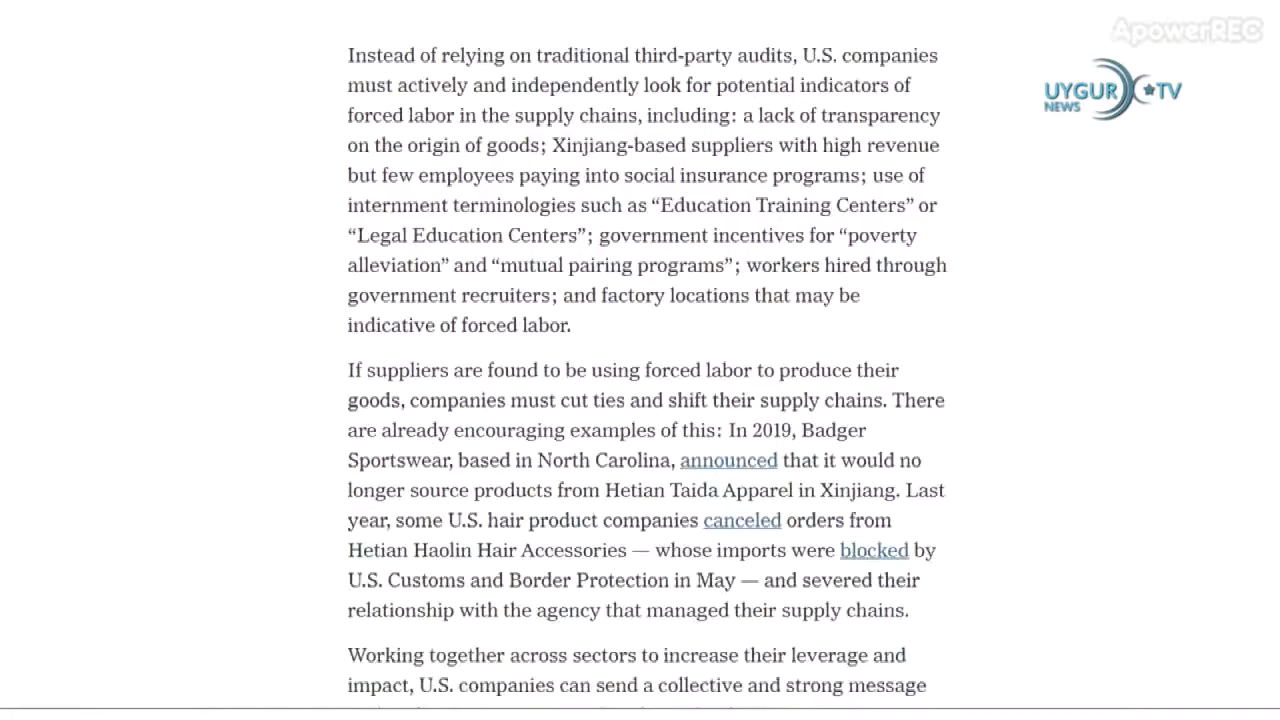 ApowerREC
UYGUR TV
NEWS
Instead of relying on traditional third-party audits, U.S. companies
must actively and independently look for potential indicators of
forced labor in the supply chains, including: a lack of transparency
on the origin of goods; Xinjiang-based suppliers with high revenue
but few employees paying into social insurance programs; use of
internment terminologies such as “Education Training Centers” or
“Legal Education Centers”; government incentives for “poverty
alleviation” and “mutual pairing programs”; workers hired through
government recruiters; and factory locations that may be
indicative of forced labor.
If suppliers are found to be using forced labor to produce their
goods, companies must cut ties and shift their supply chains. There
are already encouraging examples of this: In 2019, Badger
Sportswear, based in North Carolina, announced that it would no
longer source products from Hetian Taida Apparel in Xinjiang. Last
year, some U.S. hair product companies canceled orders from
Hetian Haolin Hair Accessories — whose imports were blocked by
U.S. Customs and Border Protection in May — and severed their
relationship with the agency that managed their supply chains.
Working together across sectors to increase their leverage and
impact, U.S. companies can send a collective and strong message